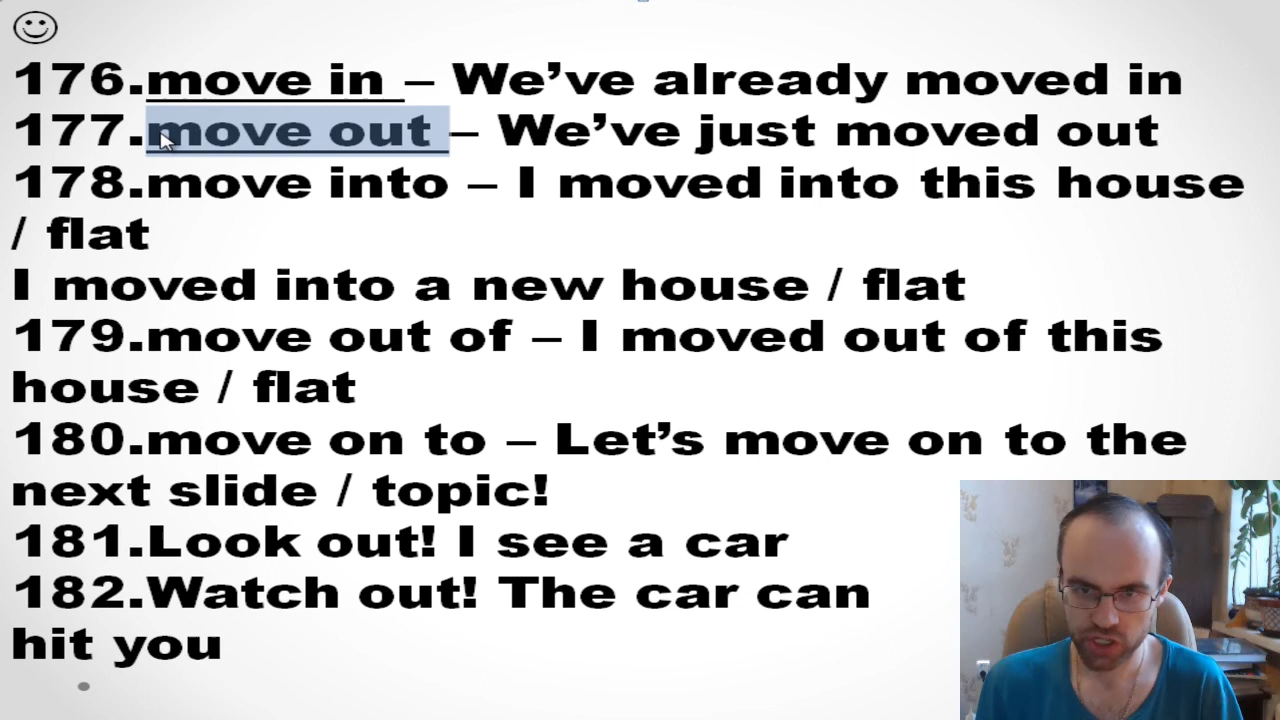 176.move in – We’ve already moved in
177.move out – We’ve just moved out
178.move into – I moved into this house
/ flat
I moved into a new house / flat
179.move out of – I moved out of this
house / flat
180.move on to – Let’s move on to the
next slide / topic!
181.Look out! I see a car
182.Watch out! The car can
hit you